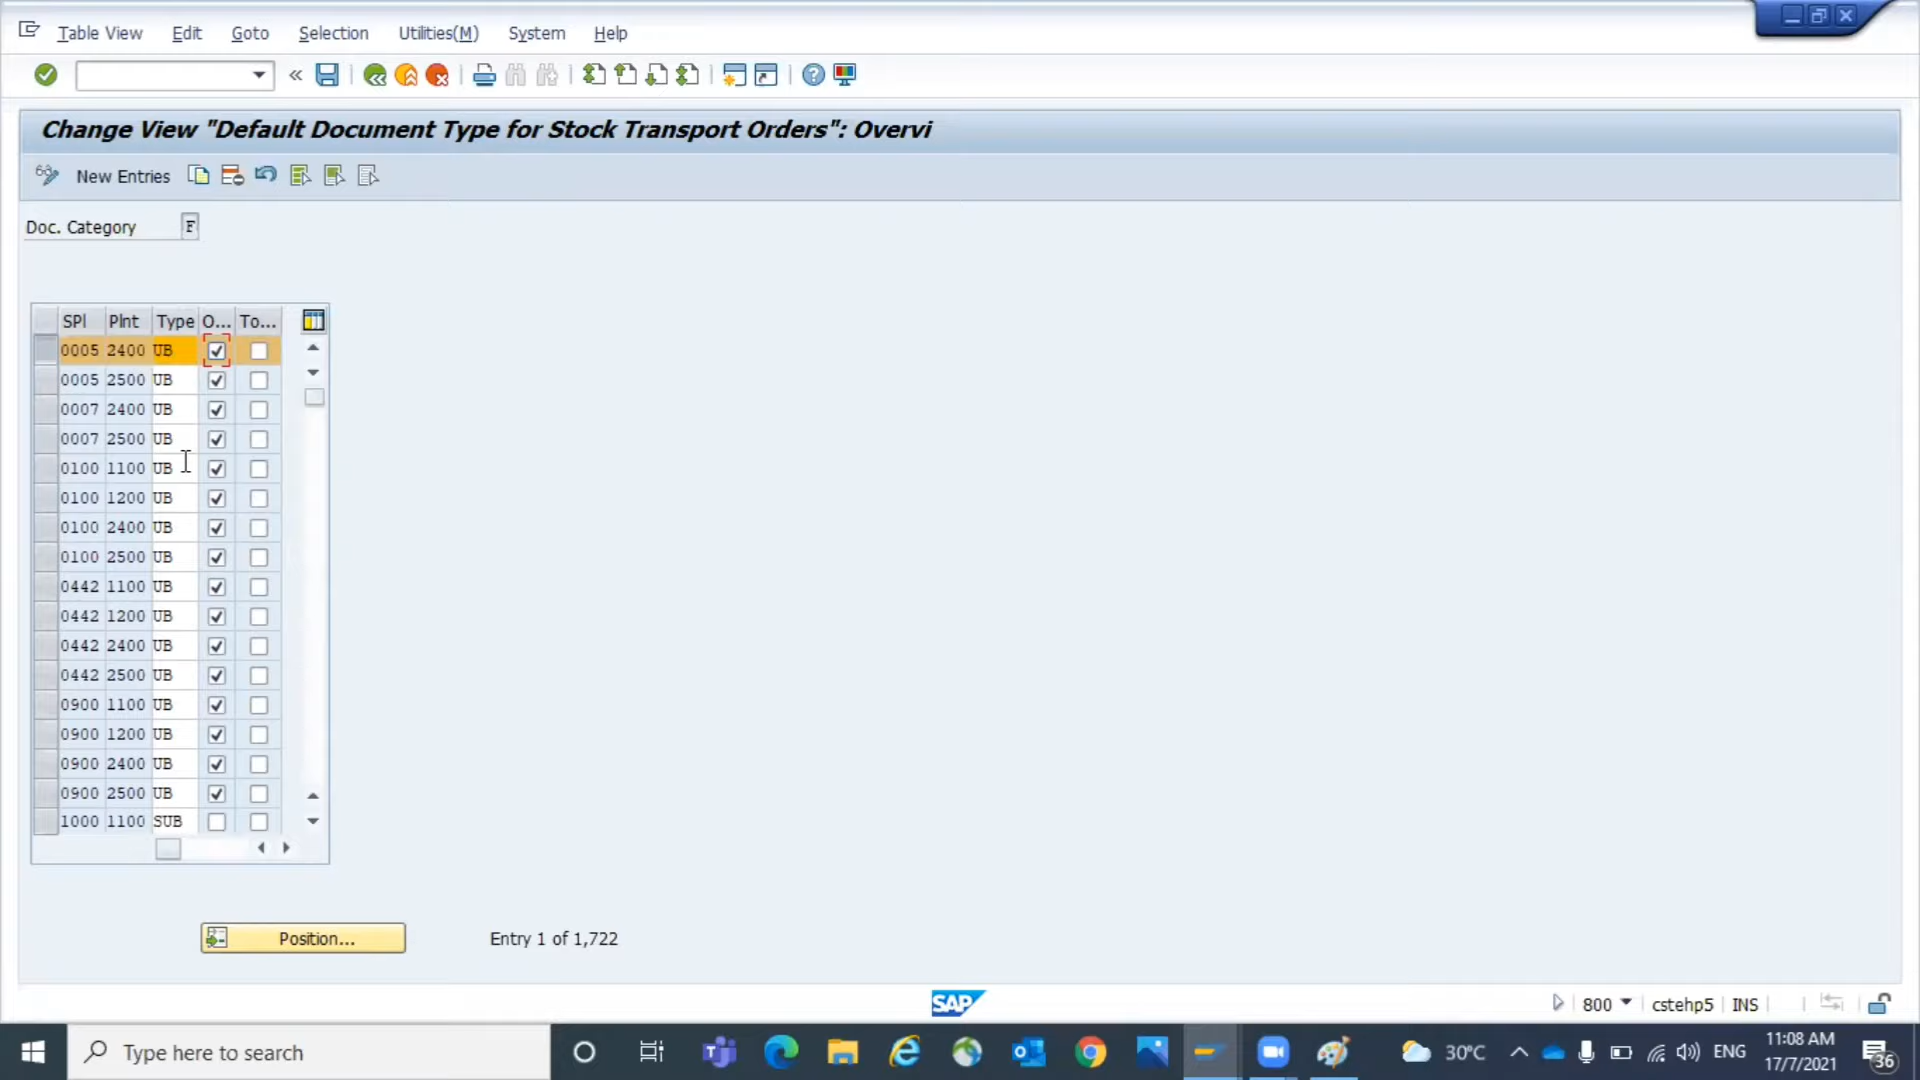 Table View Edit Goto Selection Utilities(M) System Help
Change View "Default Document Type for Stock Transport Orders": Overvi
New Entries
Doc. Category F
SPl Plnt Type O... To...
0005 2400 UB
0005 2500 UB
0007 2400 UB
0007 2500 UB
0100 1100 UB
0100 1200 UB
0100 2400 UB
0100 2500 UB
0442 1100 UB
0442 1200 UB
0442 2400 UB
0442 2500 UB
0900 1100 UB
0900 1200 UB
0900 2400 UB
0900 2500 UB
1000 1100 SUB
Position... Entry 1 of 1,722
SAP 800 cstehp5 INS
Type here to search 30°C ENG 11:08 AM
17/7/2021 36